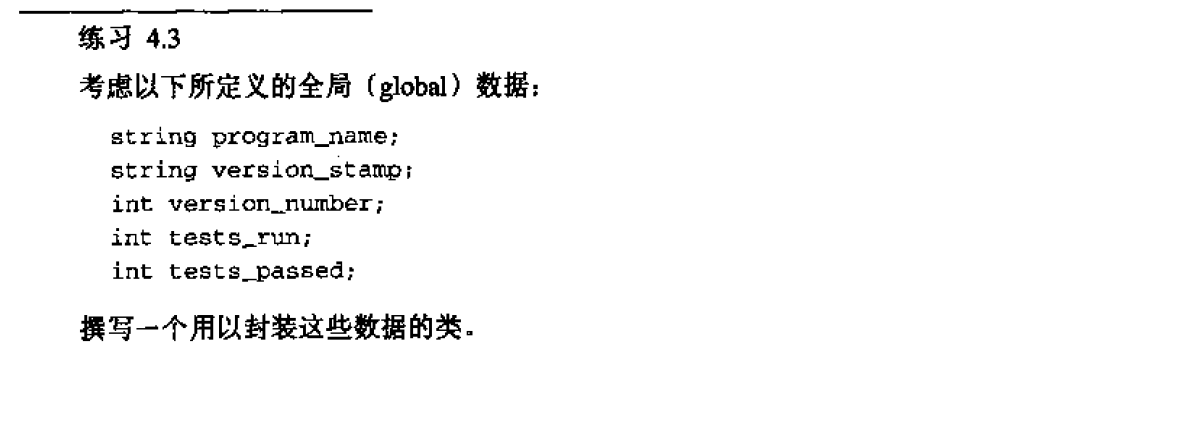 练习 4.3
考虑以下所定义的全局（global）数据：
string program_name;
string version_stamp;
int version_number;
int tests_run;
int tests_passed;
撰写一个用以封装这些数据的类．